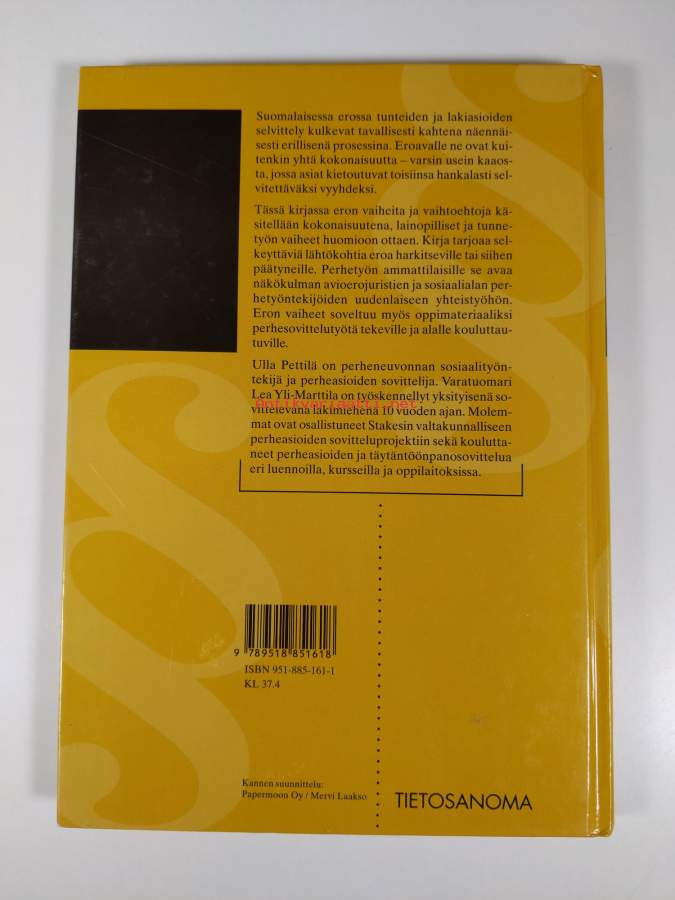 Suomalaisessa erossa tunteiden ja lakiasioiden
selvittely kulkevat tavallisesti kahtena näennäi-
sesti erillisenä prosessina. Eroavalle ne ovat kui-
tenkin yhtä kokonaisuutta – varsin usein kaaos-
ta, jossa asiat kietoutuvat toisiinsa hankalasti sel-
vitettäväksi vyyhdeksi.
Tässä kirjassa eron vaiheita ja vaihtoehtoja kä-
sitellään kokonaisuutena, lainopilliset ja tunne-
työn vaiheet huomioon ottaen. Kirja tarjoaa sel-
keyttäviä lähtökohtia eroa harkitseville tai siihen
päätyneille. Perhetyön ammattilaisille se avaa
näkökulman avioerojuristien ja sosiaalialan per-
hetyöntekijöiden uudenlaiseen yhteistyöhön.
Eron vaiheet soveltuu myös oppimateriaaliksi
perhesovittelutyötä tekeville ja alalle kouluttau-
tuville.
Ulla Pettilä on perheneuvonnan sosiaalityön-
tekijä ja perheasioiden sovittelija. Varatuomari
Lea Yli-Marttila on työskennellyt yksityisenä so-
antikvariaatti.net
vittelevana lakimiehenä 10 vuoden ajan. Molem-
mat ovat osallistuneet Stakesin valtakunnalliseen
perheasioiden sovitteluprojektiin sekä koulutta-
neet perheasioiden ja täytäntöönpanosovittelua
eri luennoilla, kursseilla ja oppilaitoksissa.
9 789518 851618
ISBN 951-885-161-1
KL 37.4
Kannen suunnittelu:
Papermoon Oy / Mervi Laakso
TIETOSANOMA